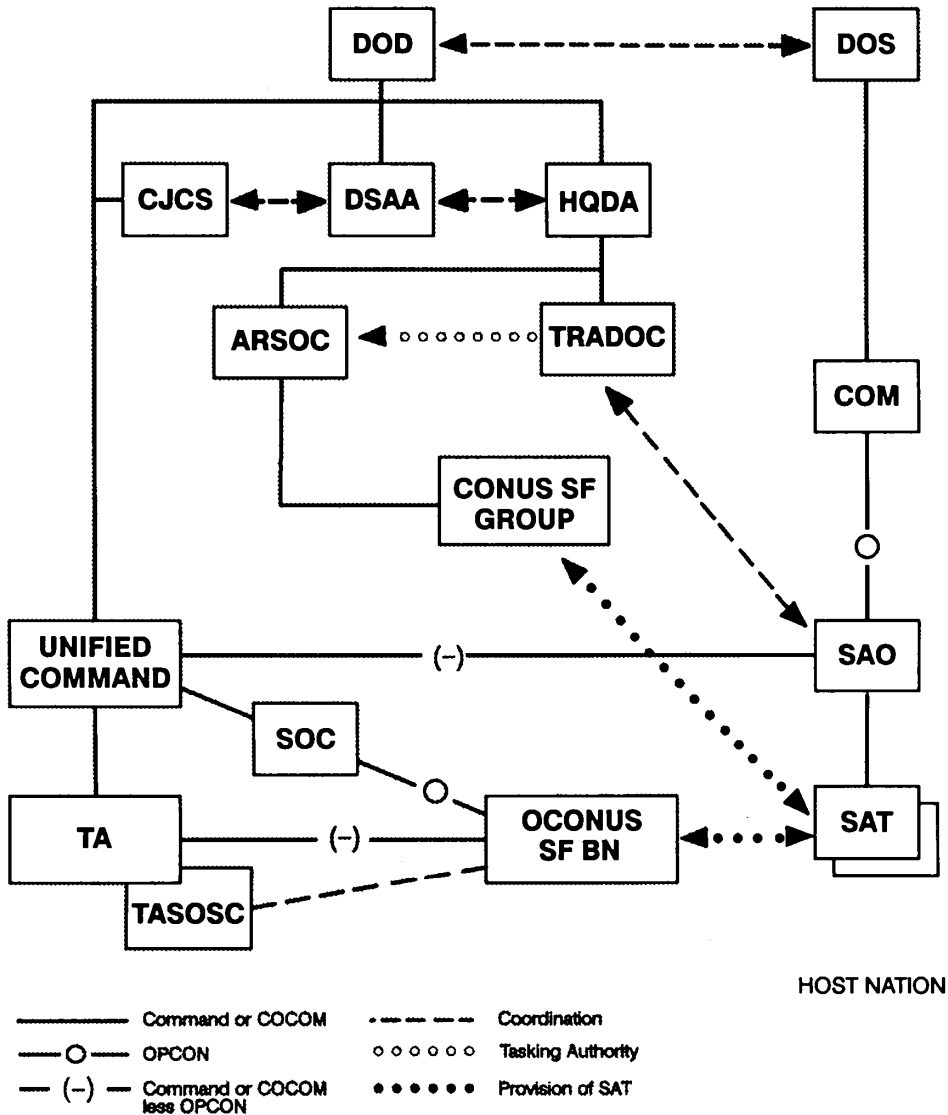 DOD
DOS
CJCS
DSAA
HQDA
ARSOC
TRADOC
COM
CONUS SF
GROUP
UNIFIED
COMMAND
(-)
SAO
SOC
TA
(-)
OCONUS
SF BN
SAT
TASOSC
HOST NATION
Command or COCOM
Coordination
OPCON
Tasking Authority
(-)
Command or COCOM
less OPCON
Provision of SAT